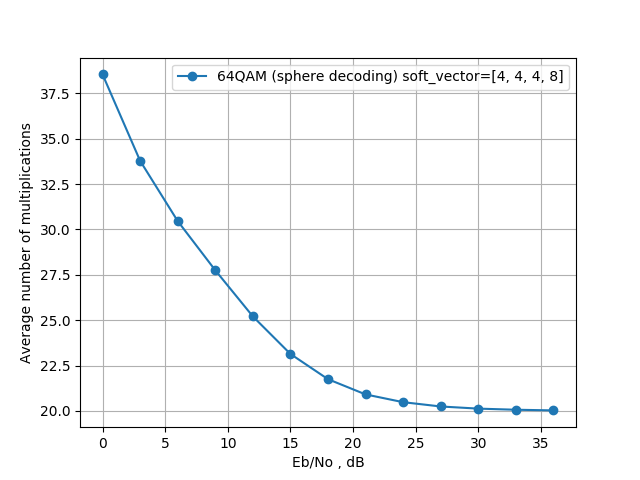 64QAM (sphere decoding) soft_vector=[4, 4, 4, 8]
Average number of multiplications
37.5
35.0
32.5
30.0
27.5
25.0
22.5
20.0
0 5 10 15 20 25 30 35
Eb/No , dB